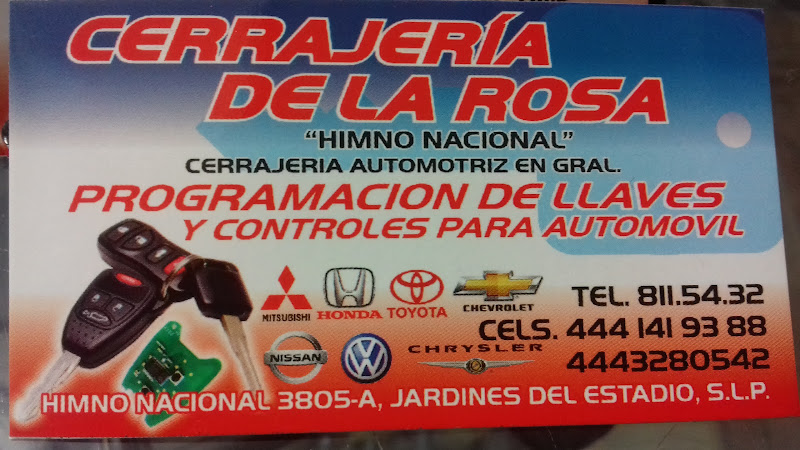 CERRAJERÍA
DE LA ROSA
"HIMNO NACIONAL"
CERRAJERIA AUTOMOTRIZ EN GRAL.
PROGRAMACION DE LLAVES
Y CONTROLES PARA AUTOMOVIL
MITSUBISHI HONDA TOYOTA CHEVROLET
NISSAN CHRYSLER
TEL. 811.54.32
CELS. 444 141 93 88
4443280542
HIMNO NACIONAL 3805-A, JARDINES DEL ESTADIO, S.L.P.